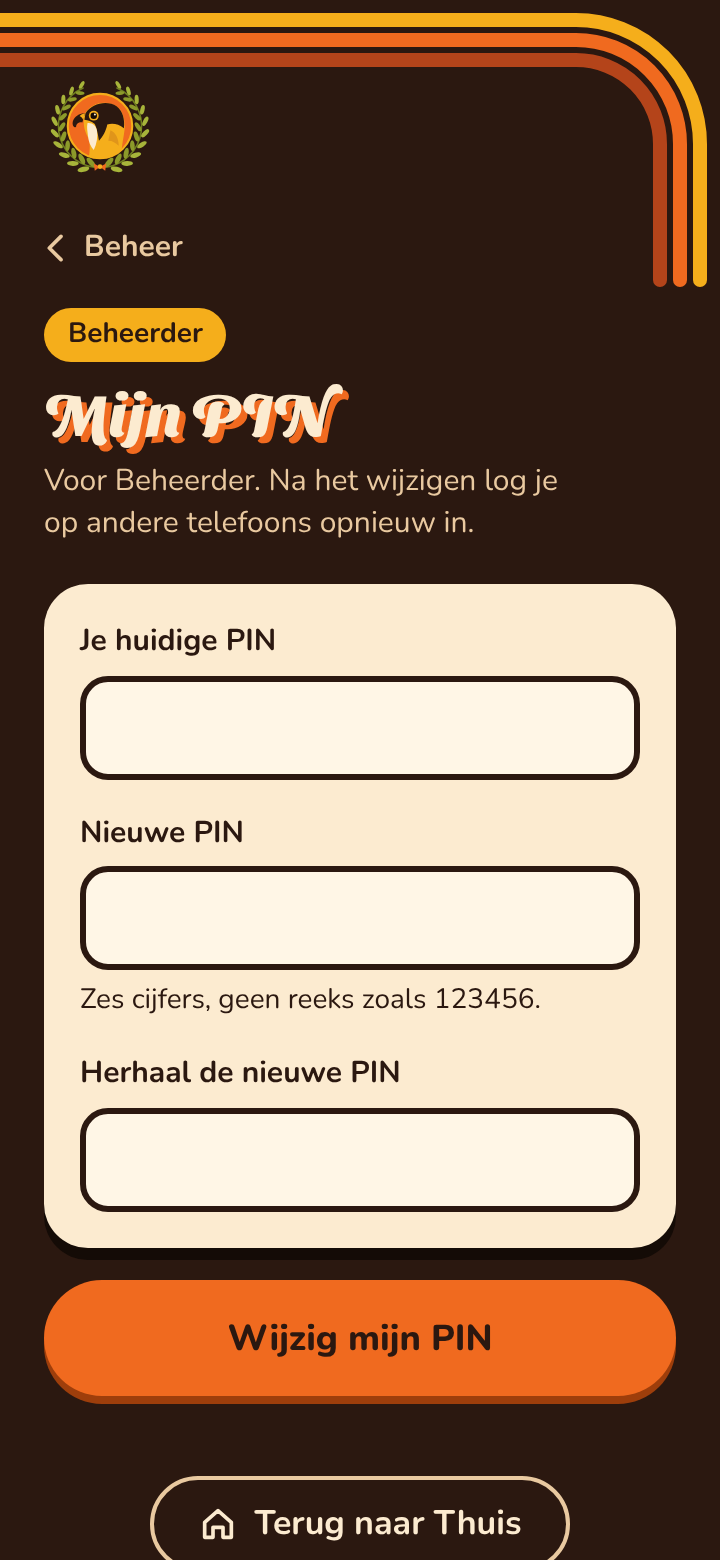 Beheer
Beheerder
Mijn PIN
Voor Beheerder. Na het wijzigen log je
op andere telefoons opnieuw in.
Je huidige PIN
Nieuwe PIN
Zes cijfers, geen reeks zoals 123456.
Herhaal de nieuwe PIN
Wijzig mijn PIN
Terug naar Thuis